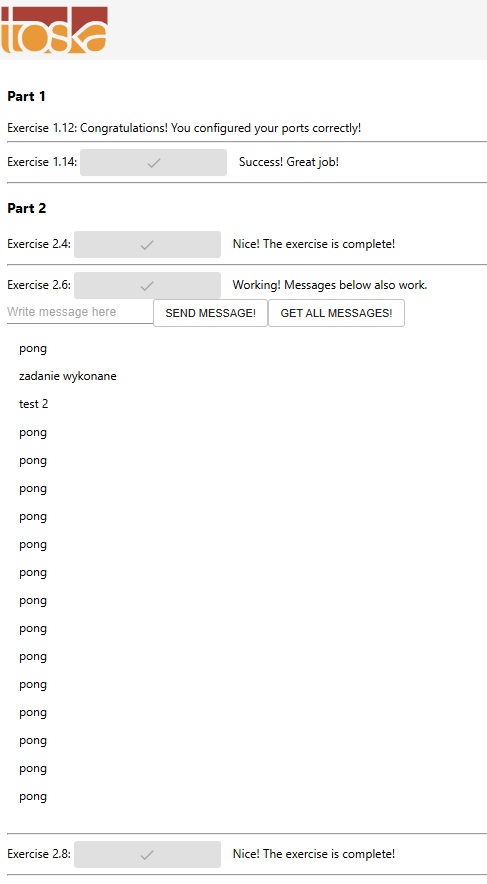 toska
Part 1
Exercise 1.12: Congratulations! You configured your ports correctly!
Exercise 1.14: Success! Great job!
Part 2
Exercise 2.4: Nice! The exercise is complete!
Exercise 2.6: Working! Messages below also work.
Write message here SEND MESSAGE! GET ALL MESSAGES!
pong
zadanie wykonane
test 2
pong
pong
pong
pong
pong
pong
pong
pong
pong
pong
pong
pong
pong
pong
Exercise 2.8: Nice! The exercise is complete!